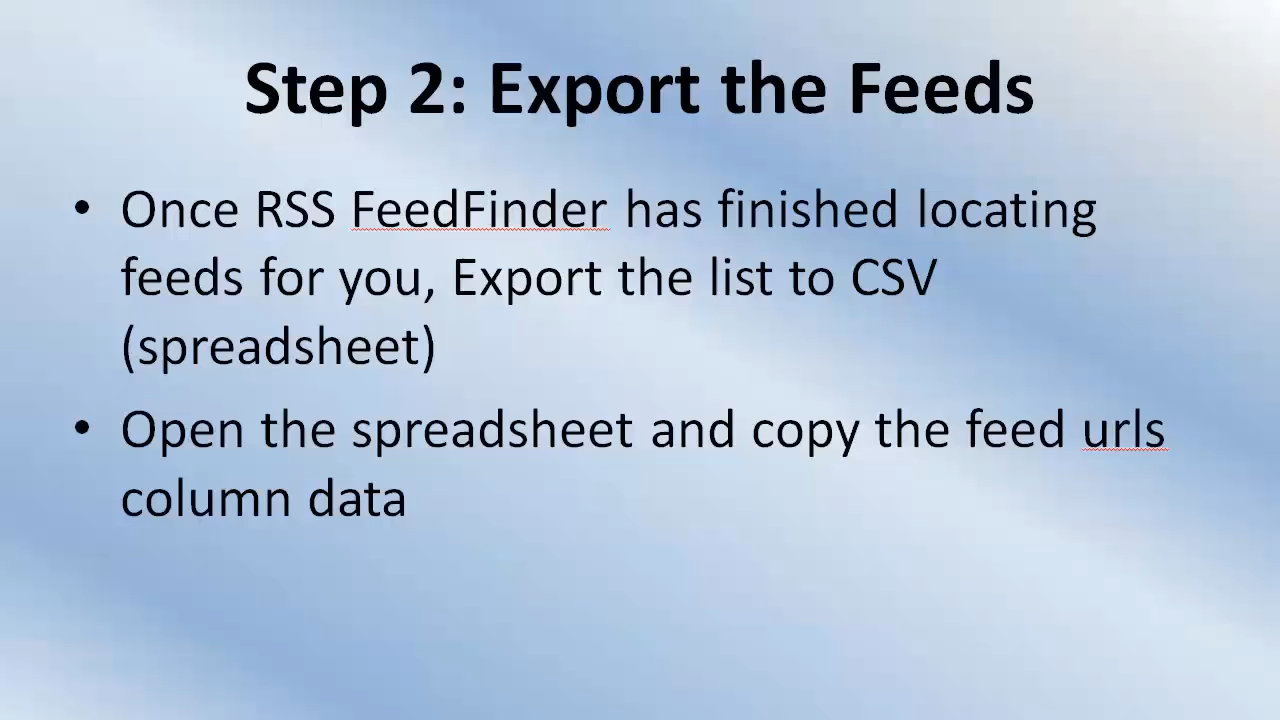 Step 2: Export the Feeds
• Once RSS FeedFinder has finished locating
feeds for you, Export the list to CSV
(spreadsheet)
• Open the spreadsheet and copy the feed urls
column data